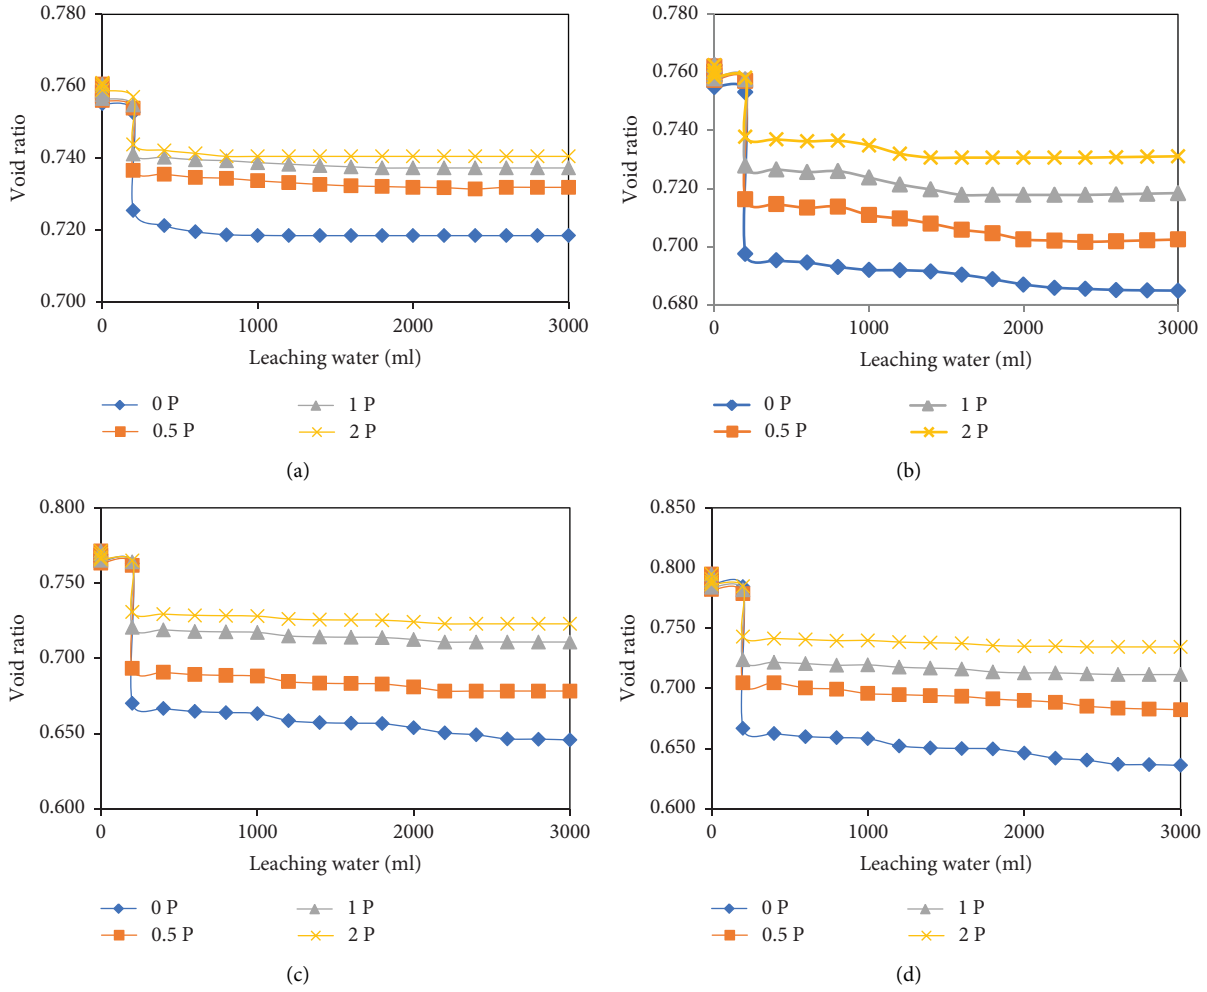 0.780
0.760
0.740
0.720
0.700
Void ratio
0 1000 2000 3000
Leaching water (ml)
0 P 1 P
0.5 P 2 P
(a)
0.780
0.760
0.740
0.720
0.700
0.680
Void ratio
0 1000 2000 3000
Leaching water (ml)
0 P 1 P
0.5 P 2 P
(b)
0.800
0.750
0.700
0.650
0.600
Void ratio
0 1000 2000 3000
Leaching water (ml)
0 P 1 P
0.5 P 2 P
(c)
0.850
0.800
0.750
0.700
0.650
0.600
Void ratio
0 1000 2000 3000
Leaching water (ml)
0 P 1 P
0.5 P 2 P
(d)